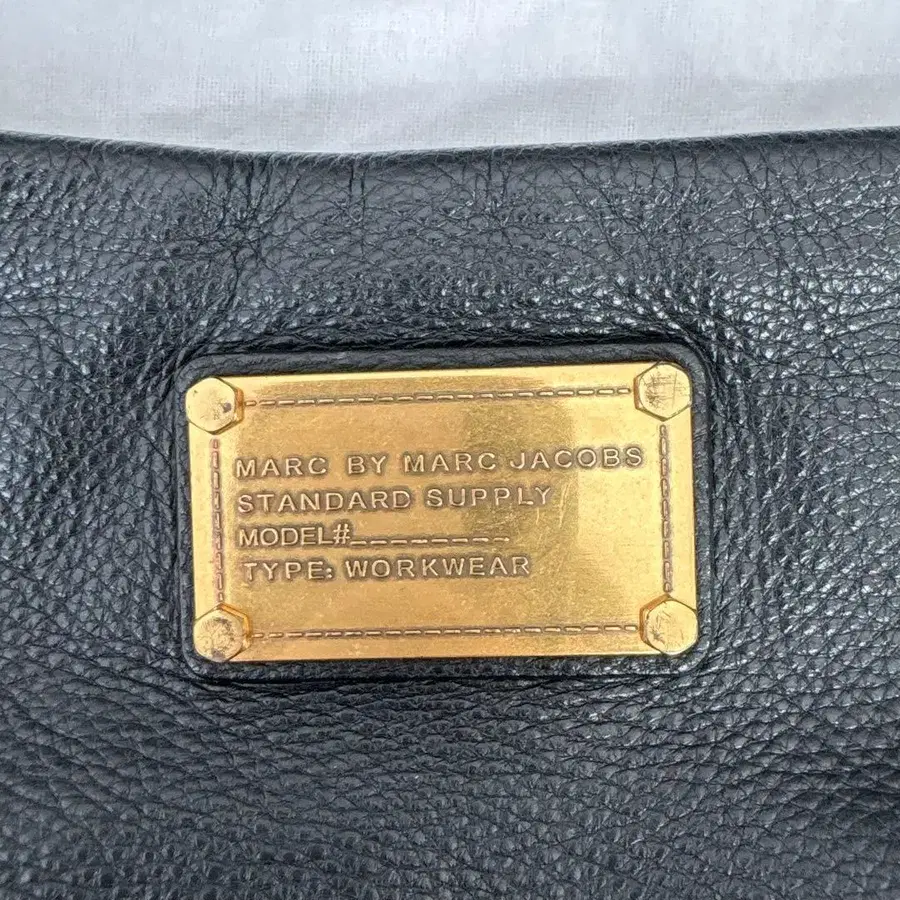 MARC BY MARC JACOBS
STANDARD SUPPLY
MODEL#_________
TYPE: WORKWEAR